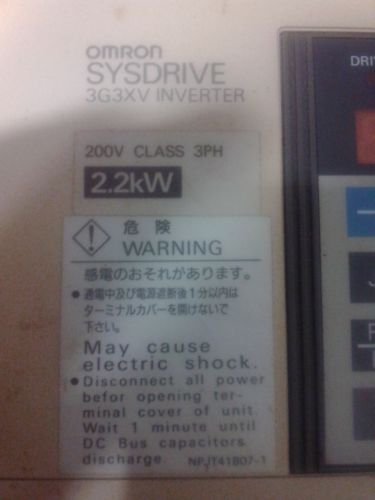 OMRON
SYSDRIVE
3G3XV INVERTER
200V CLASS 3PH
2.2kW
危 険
WARNING
感電のおそれがあります。
●通電中及び電源遮断後1分以内は
ターミナルカバーを開けないで
下さい。
May cause
electric shock.
●Disconnect all power
befor opening ter-
minal cover of unit.
Wait 1 minute until
DC Bus capacitors
discharge. NPJT41807-1
DRI